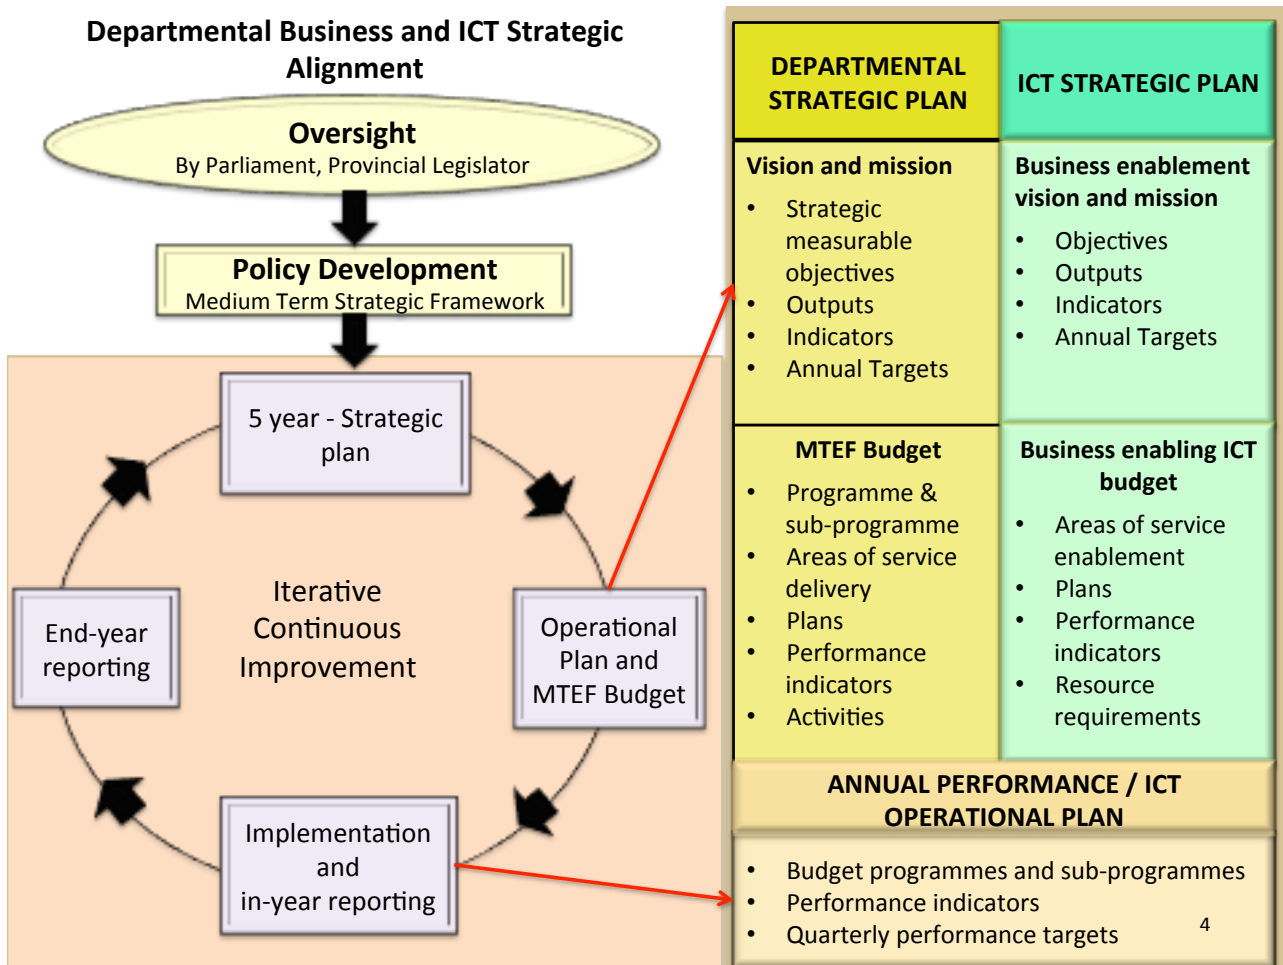 Departmental Business and ICT Strategic
Alignment
Oversight
By Parliament, Provincial Legislator
Policy Development
Medium Term Strategic Framework
5 year - Strategic
plan
Iterative
Continuous
Improvement
End-year
reporting
Operational
Plan and
MTEF Budget
Implementation
and
in-year reporting
DEPARTMENTAL
STRATEGIC PLAN
ICT STRATEGIC PLAN
Vision and mission
• Strategic
measurable
objectives
• Outputs
• Indicators
• Annual Targets
Business enablement
vision and mission
• Objectives
• Outputs
• Indicators
• Annual Targets
MTEF Budget
• Programme &
sub-programme
• Areas of service
delivery
• Plans
• Performance
indicators
• Activities
Business enabling ICT
budget
• Areas of service
enablement
• Plans
• Performance
indicators
• Resource
requirements
ANNUAL PERFORMANCE / ICT
OPERATIONAL PLAN
• Budget programmes and sub-programmes
• Performance indicators
• Quarterly performance targets
4